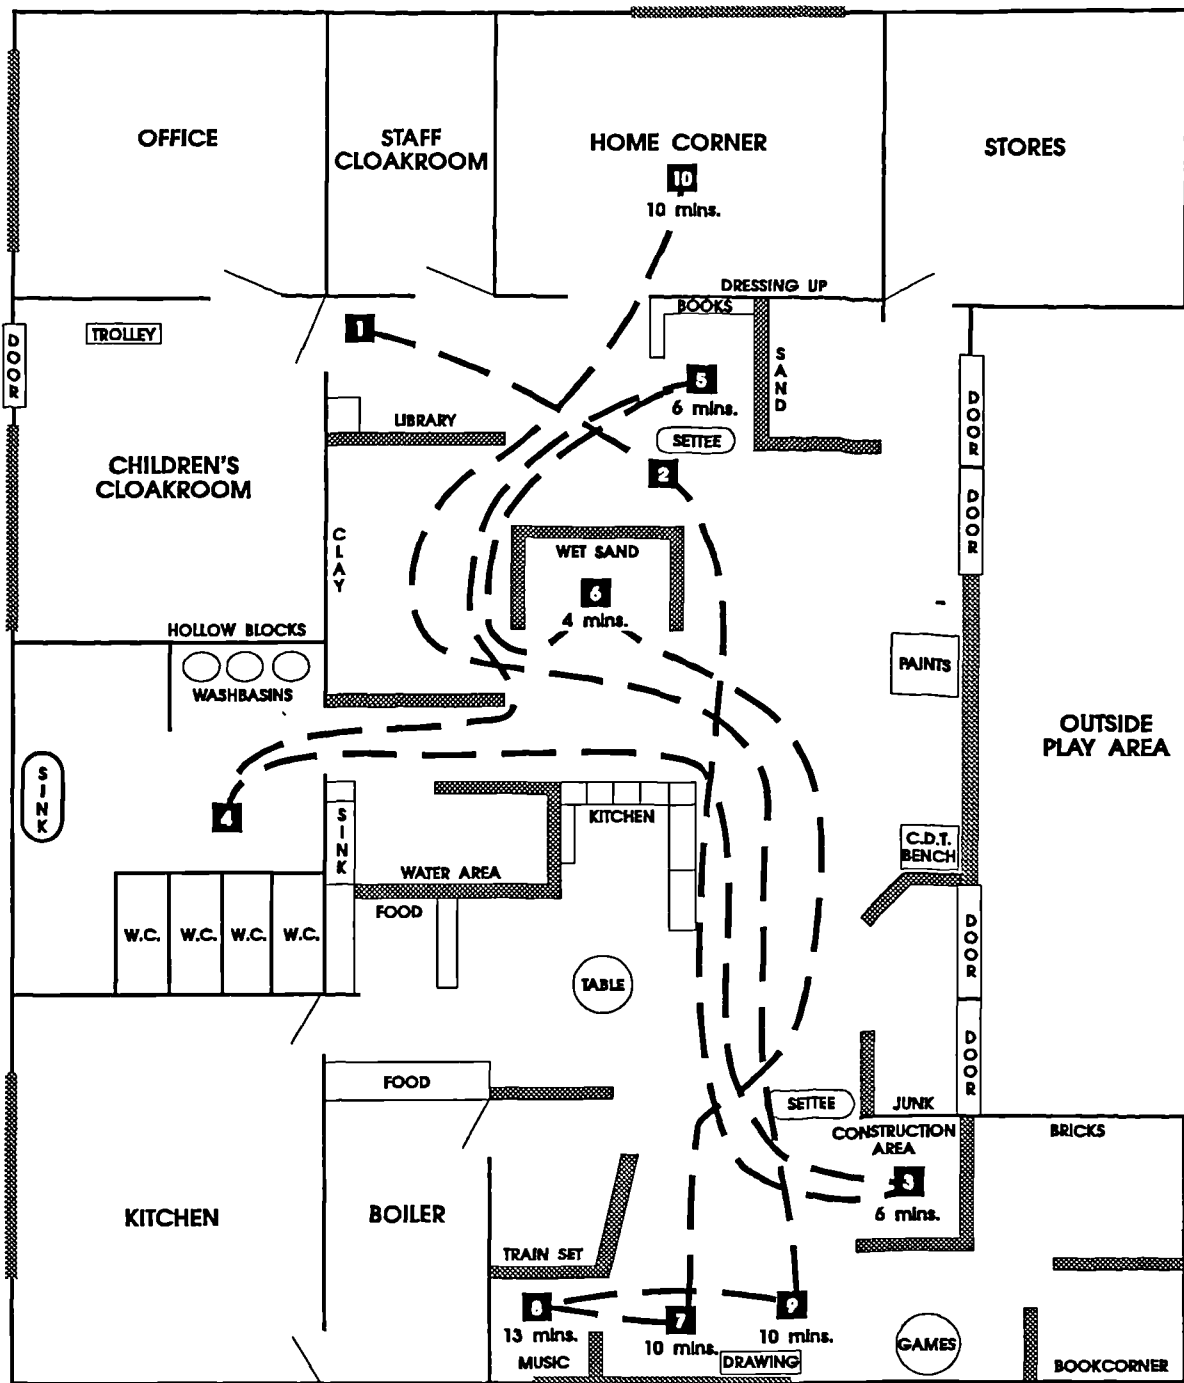 OFFICE
STAFF
CLOAKROOM
HOME CORNER
10
10 mins.
STORES
DRESSING UP
BOOKS
TROLLEY
DOOR
1
5
6 mins.
SAND
LIBRARY
SETTEE
2
DOOR
DOOR
CHILDREN'S
CLOAKROOM
CLAY
WET SAND
6
4 mins.
HOLLOW BLOCKS
WASHBASINS
PAINTS
OUTSIDE
PLAY AREA
SINK
4
SINK
KITCHEN
C.D.T.
BENCH
WATER AREA
FOOD
W.C.
W.C.
W.C.
W.C.
TABLE
DOOR
DOOR
FOOD
SETTEE
JUNK
CONSTRUCTION
AREA
BRICKS
3
6 mins.
KITCHEN
BOILER
TRAIN SET
8
13 mins.
7
10 mins.
9
10 mins.
MUSIC
DRAWING
GAMES
BOOKCORNER